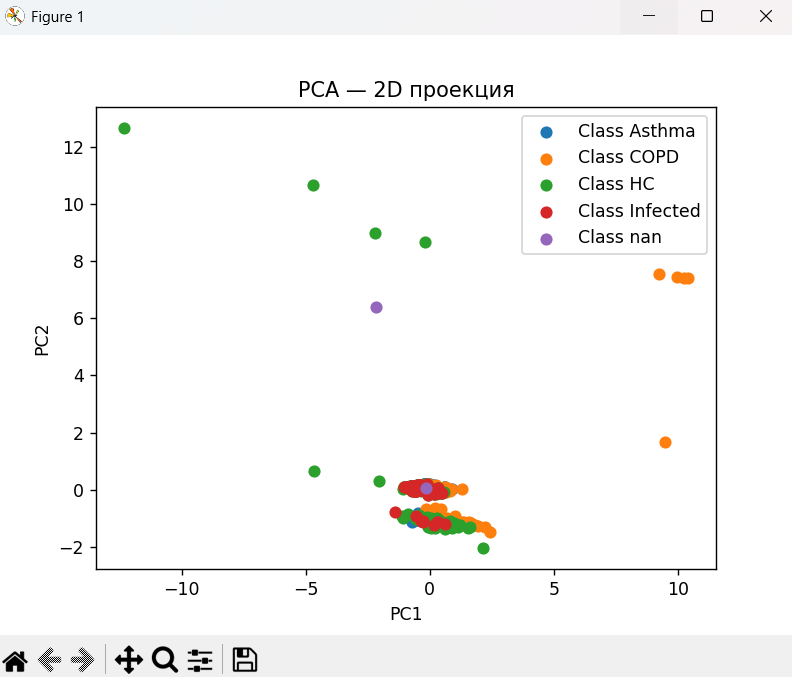 Figure 1
PCA — 2D проекция
Class Asthma
Class COPD
Class HC
Class Infected
Class nan
12
10
8
6
4
2
0
−2
PC2
−10
−5
0
5
10
PC1